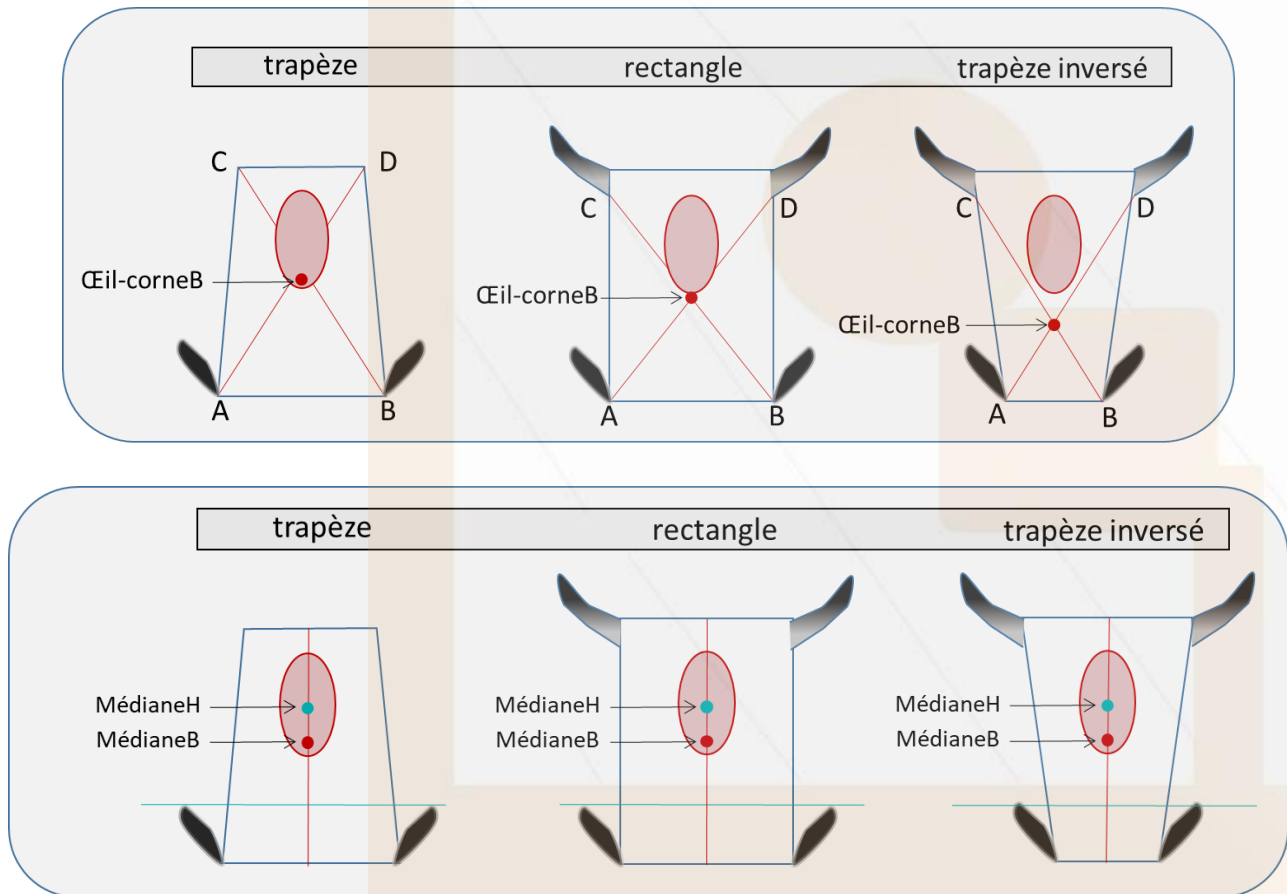 trapèze rectangle trapèze inversé
C D
C D
C D
Œil-corneB
Œil-corneB
Œil-corneB
A B
A B
A B
trapèze rectangle trapèze inversé
MédianeH MédianeH MédianeH
MédianeB MédianeB MédianeB